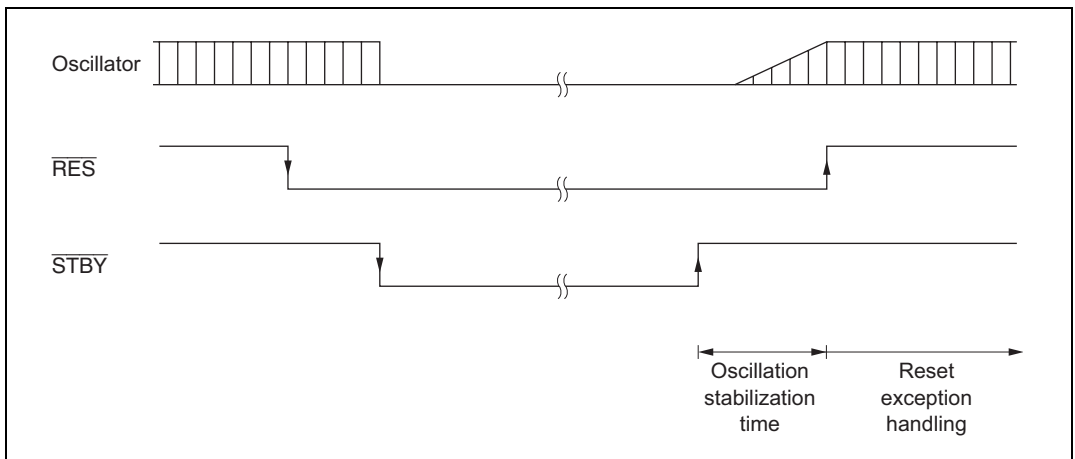 Oscillator
RES
STBY
Oscillation
stabilization
time
Reset
exception
handling